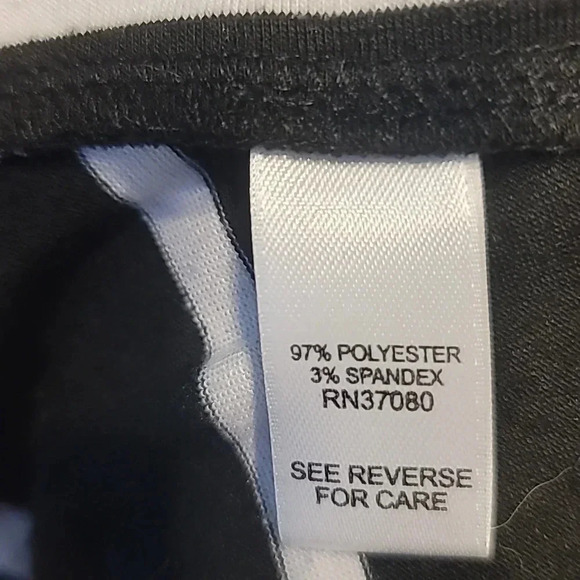 97% POLYESTER
3% SPANDEX
RN37080
SEE REVERSE
FOR CARE